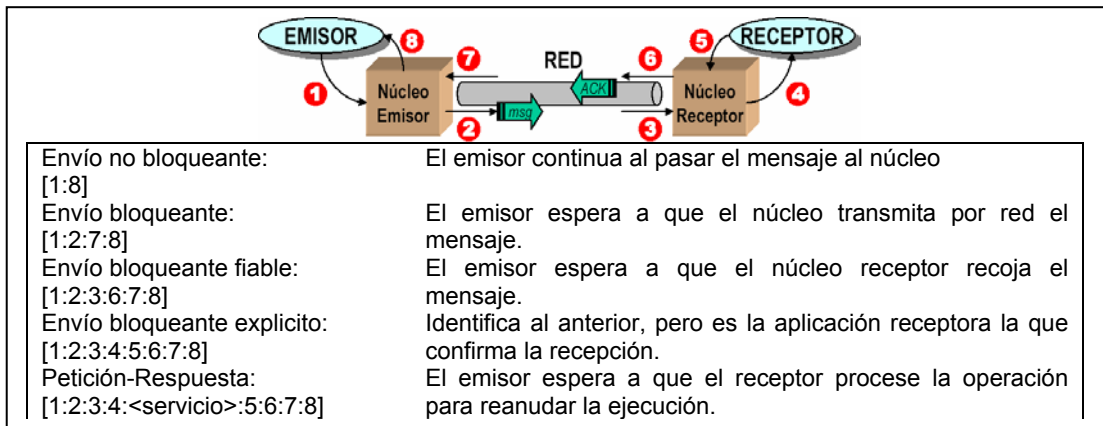 EMISOR
8
RECEPTOR
5
7
RED
6
1
Núcleo
Emisor
ACK
Núcleo
Receptor
4
2
msg
3
Envío no bloqueante:
El emisor continua al pasar el mensaje al núcleo
[1:8]
Envío bloqueante:
El emisor espera a que el núcleo transmita por red el
[1:2:7:8]
mensaje.
Envío bloqueante fiable:
El emisor espera a que el núcleo receptor recoja el
[1:2:3:6:7:8]
mensaje.
Envío bloqueante explicito:
Identifica al anterior, pero es la aplicación receptora la que
[1:2:3:4:5:6:7:8]
confirma la recepción.
Petición-Respuesta:
El emisor espera a que el receptor procese la operación
[1:2:3:4:<servicio>:5:6:7:8]
para reanudar la ejecución.